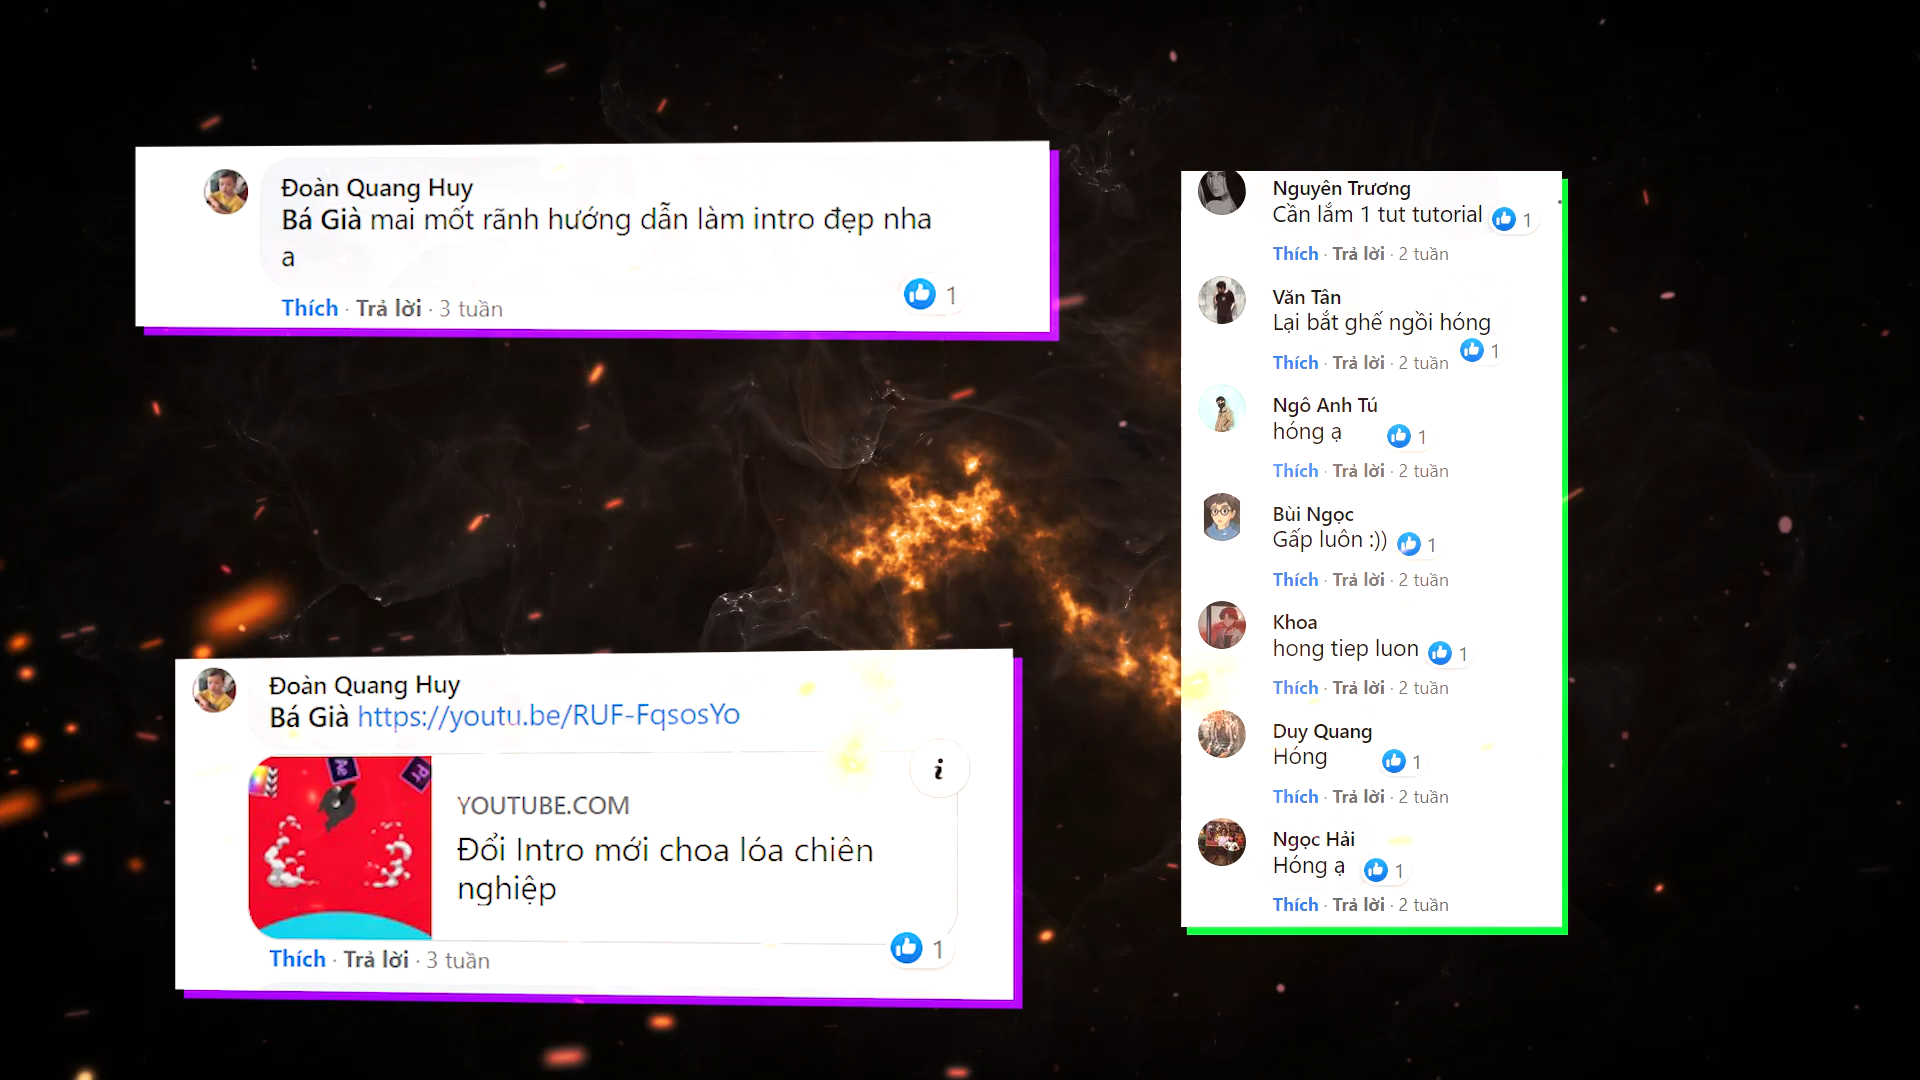 Đoàn Quang Huy
Bá Già mai mốt rãnh hướng dẫn làm intro đẹp nha
a
Thích · Trả lời · 3 tuần
1
Đoàn Quang Huy
Bá Già https://youtu.be/RUF-FqsosYo
Ae
Pr
i
YOUTUBE.COM
Đổi Intro mới choa lóa chiên
nghiệp
Thích · Trả lời · 3 tuần
1
Nguyên Trương
Cần lắm 1 tut tutorial
1
Thích · Trả lời · 2 tuần
Văn Tân
Lại bắt ghế ngồi hóng
1
Thích · Trả lời · 2 tuần
Ngô Anh Tú
hóng ạ
1
Thích · Trả lời · 2 tuần
Bùi Ngọc
Gấp luôn :))
1
Thích · Trả lời · 2 tuần
Khoa
hong tiep luon
1
Thích · Trả lời · 2 tuần
Duy Quang
Hóng
1
Thích · Trả lời · 2 tuần
Ngọc Hải
Hóng ạ
1
Thích · Trả lời · 2 tuần